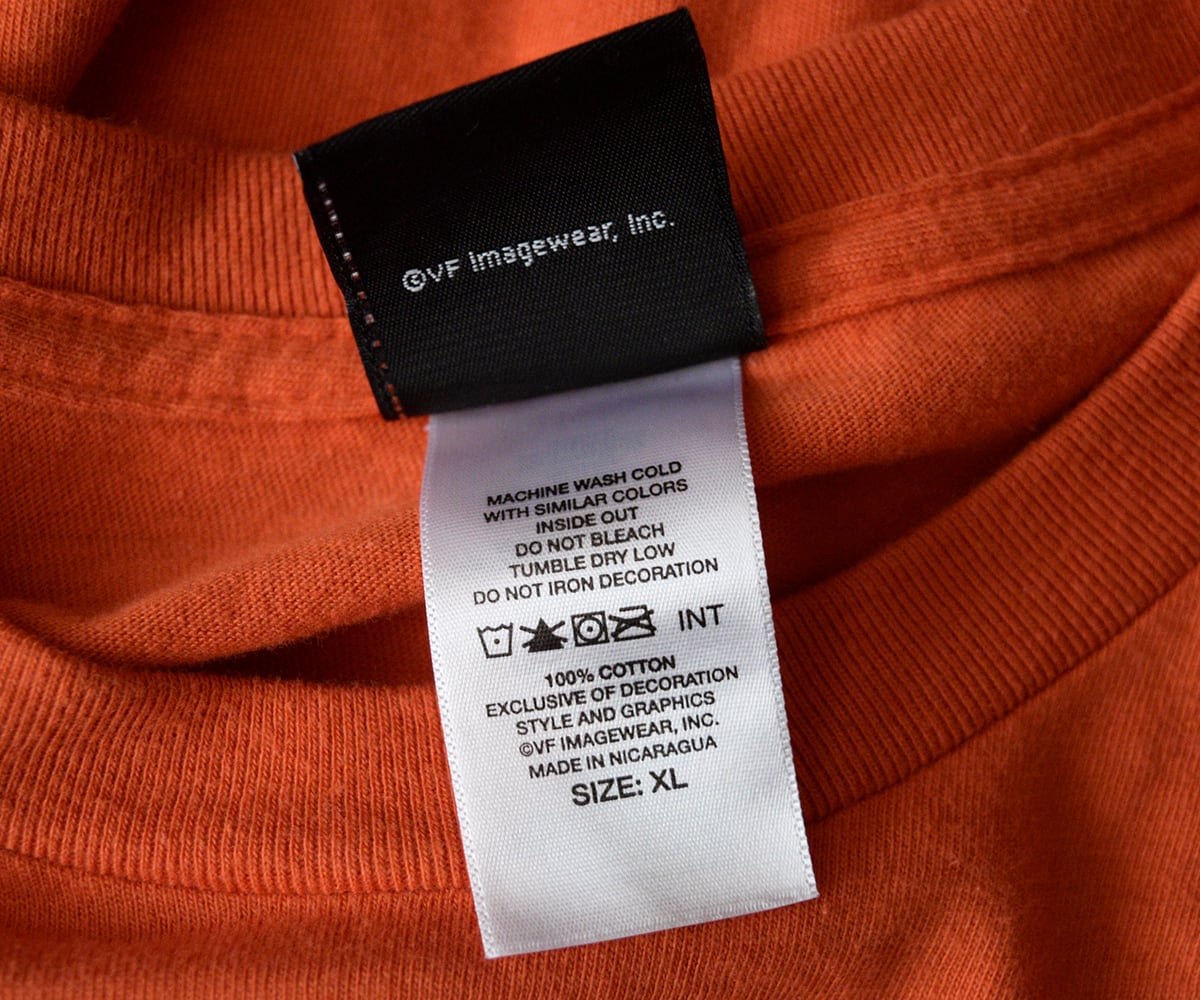 ©VF Imagewear, Inc.
MACHINE WASH COLD
WITH SIMILAR COLORS
INSIDE OUT
DO NOT BLEACH
TUMBLE DRY LOW
DO NOT IRON DECORATION
INT
100% COTTON
EXCLUSIVE OF DECORATION
STYLE AND GRAPHICS
©VF IMAGEWEAR, INC.
MADE IN NICARAGUA
SIZE: XL